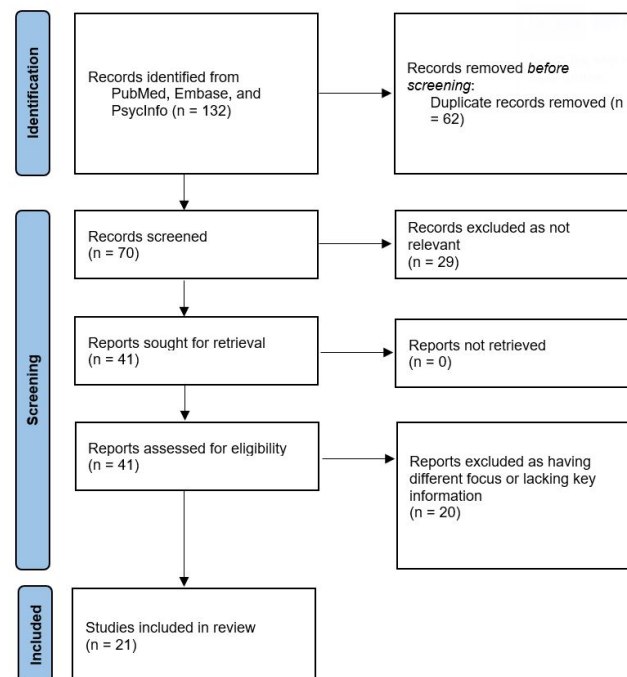 Identification
Records identified from
PubMed, Embase, and
PsycInfo (n = 132)
Records removed before
screening:
Duplicate records removed (n
= 62)
Screening
Records screened
(n = 70)
Records excluded as not
relevant
(n = 29)
Reports sought for retrieval
(n = 41)
Reports not retrieved
(n = 0)
Reports assessed for eligibility
(n = 41)
Reports excluded as having
different focus or lacking key
information
(n = 20)
Included
Studies included in review
(n = 21)